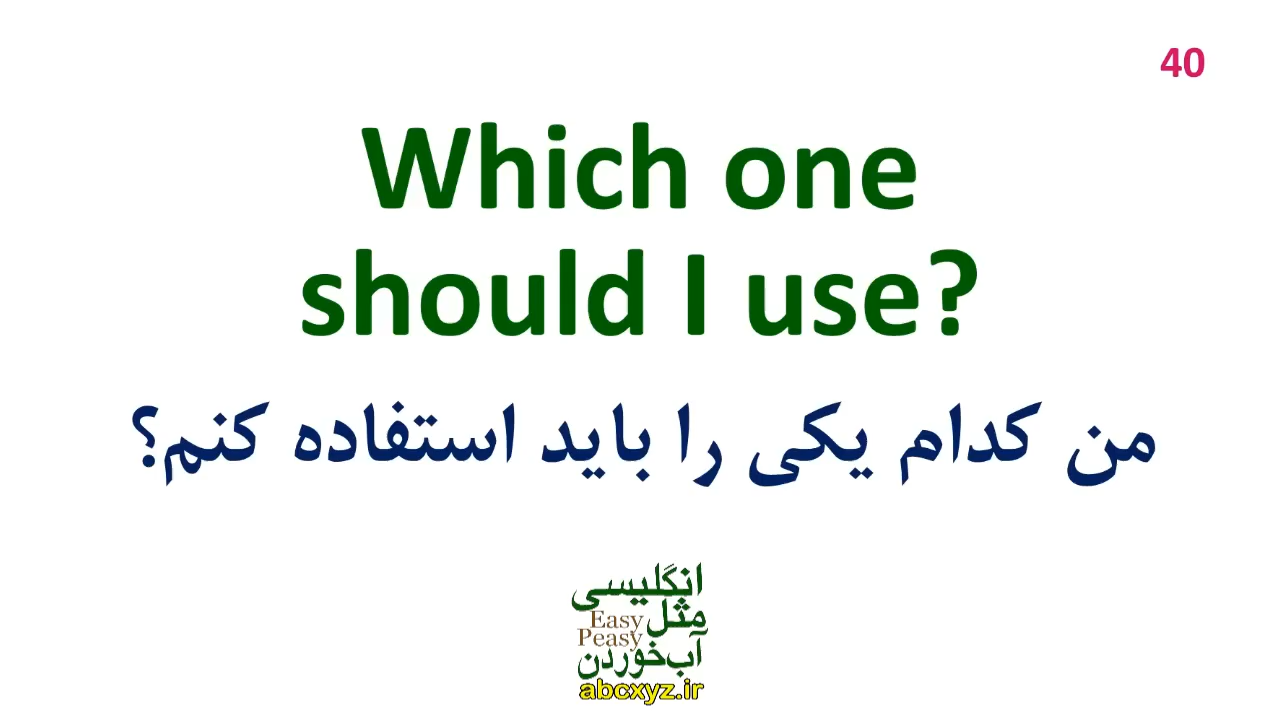 40
Which one
should I use?
من کدام یکی را باید استفاده کنم؟
انگلیسی
مثل
Easy
Peasy
آب‌خوردن
abcxyz.ir